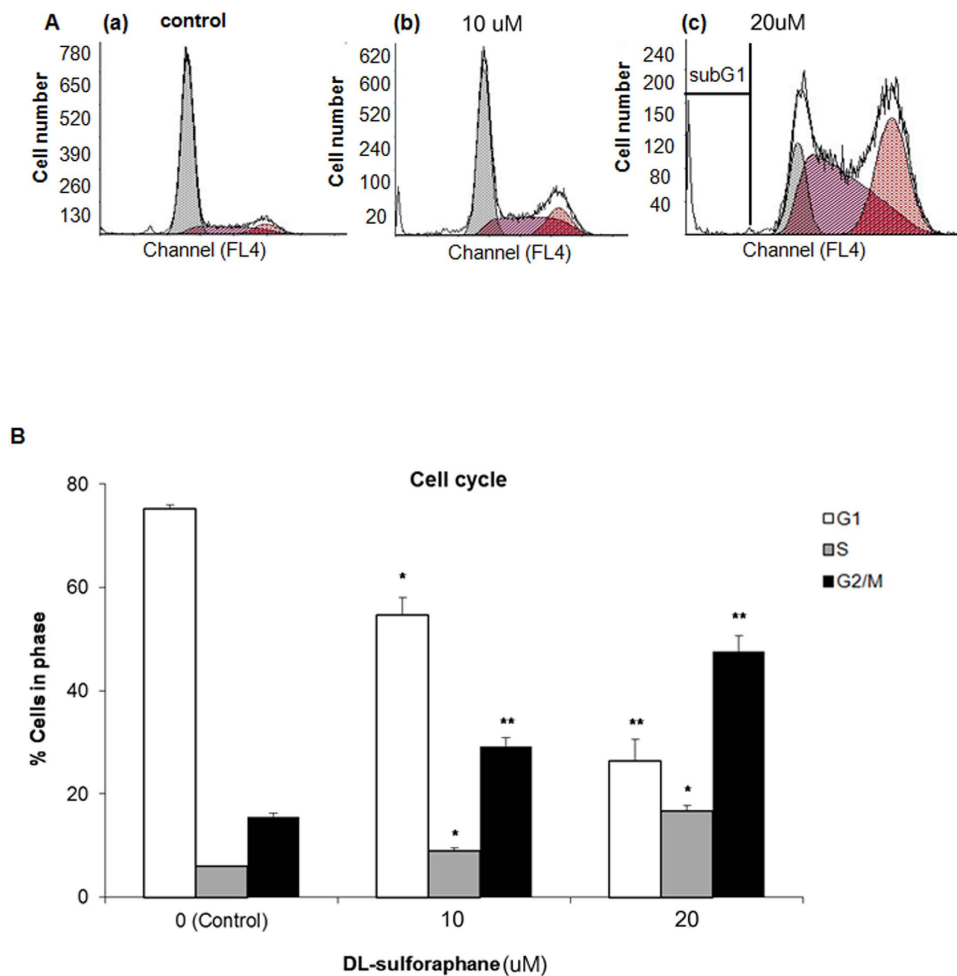 A (a) control
780
650
520
390
260
130
Cell number
Channel (FL4)
(b) 10 uM
620
600
520
240
100
20
Cell number
Channel (FL4)
(c) 20uM
240
200
150
120
80
40
subG1
Cell number
Channel (FL4)
B
Cell cycle
80
60
40
20
0
% Cells in phase
G1
S
G2/M
*
*
**
**
*
**
0 (Control) 10 20
DL-sulforaphane (uM)